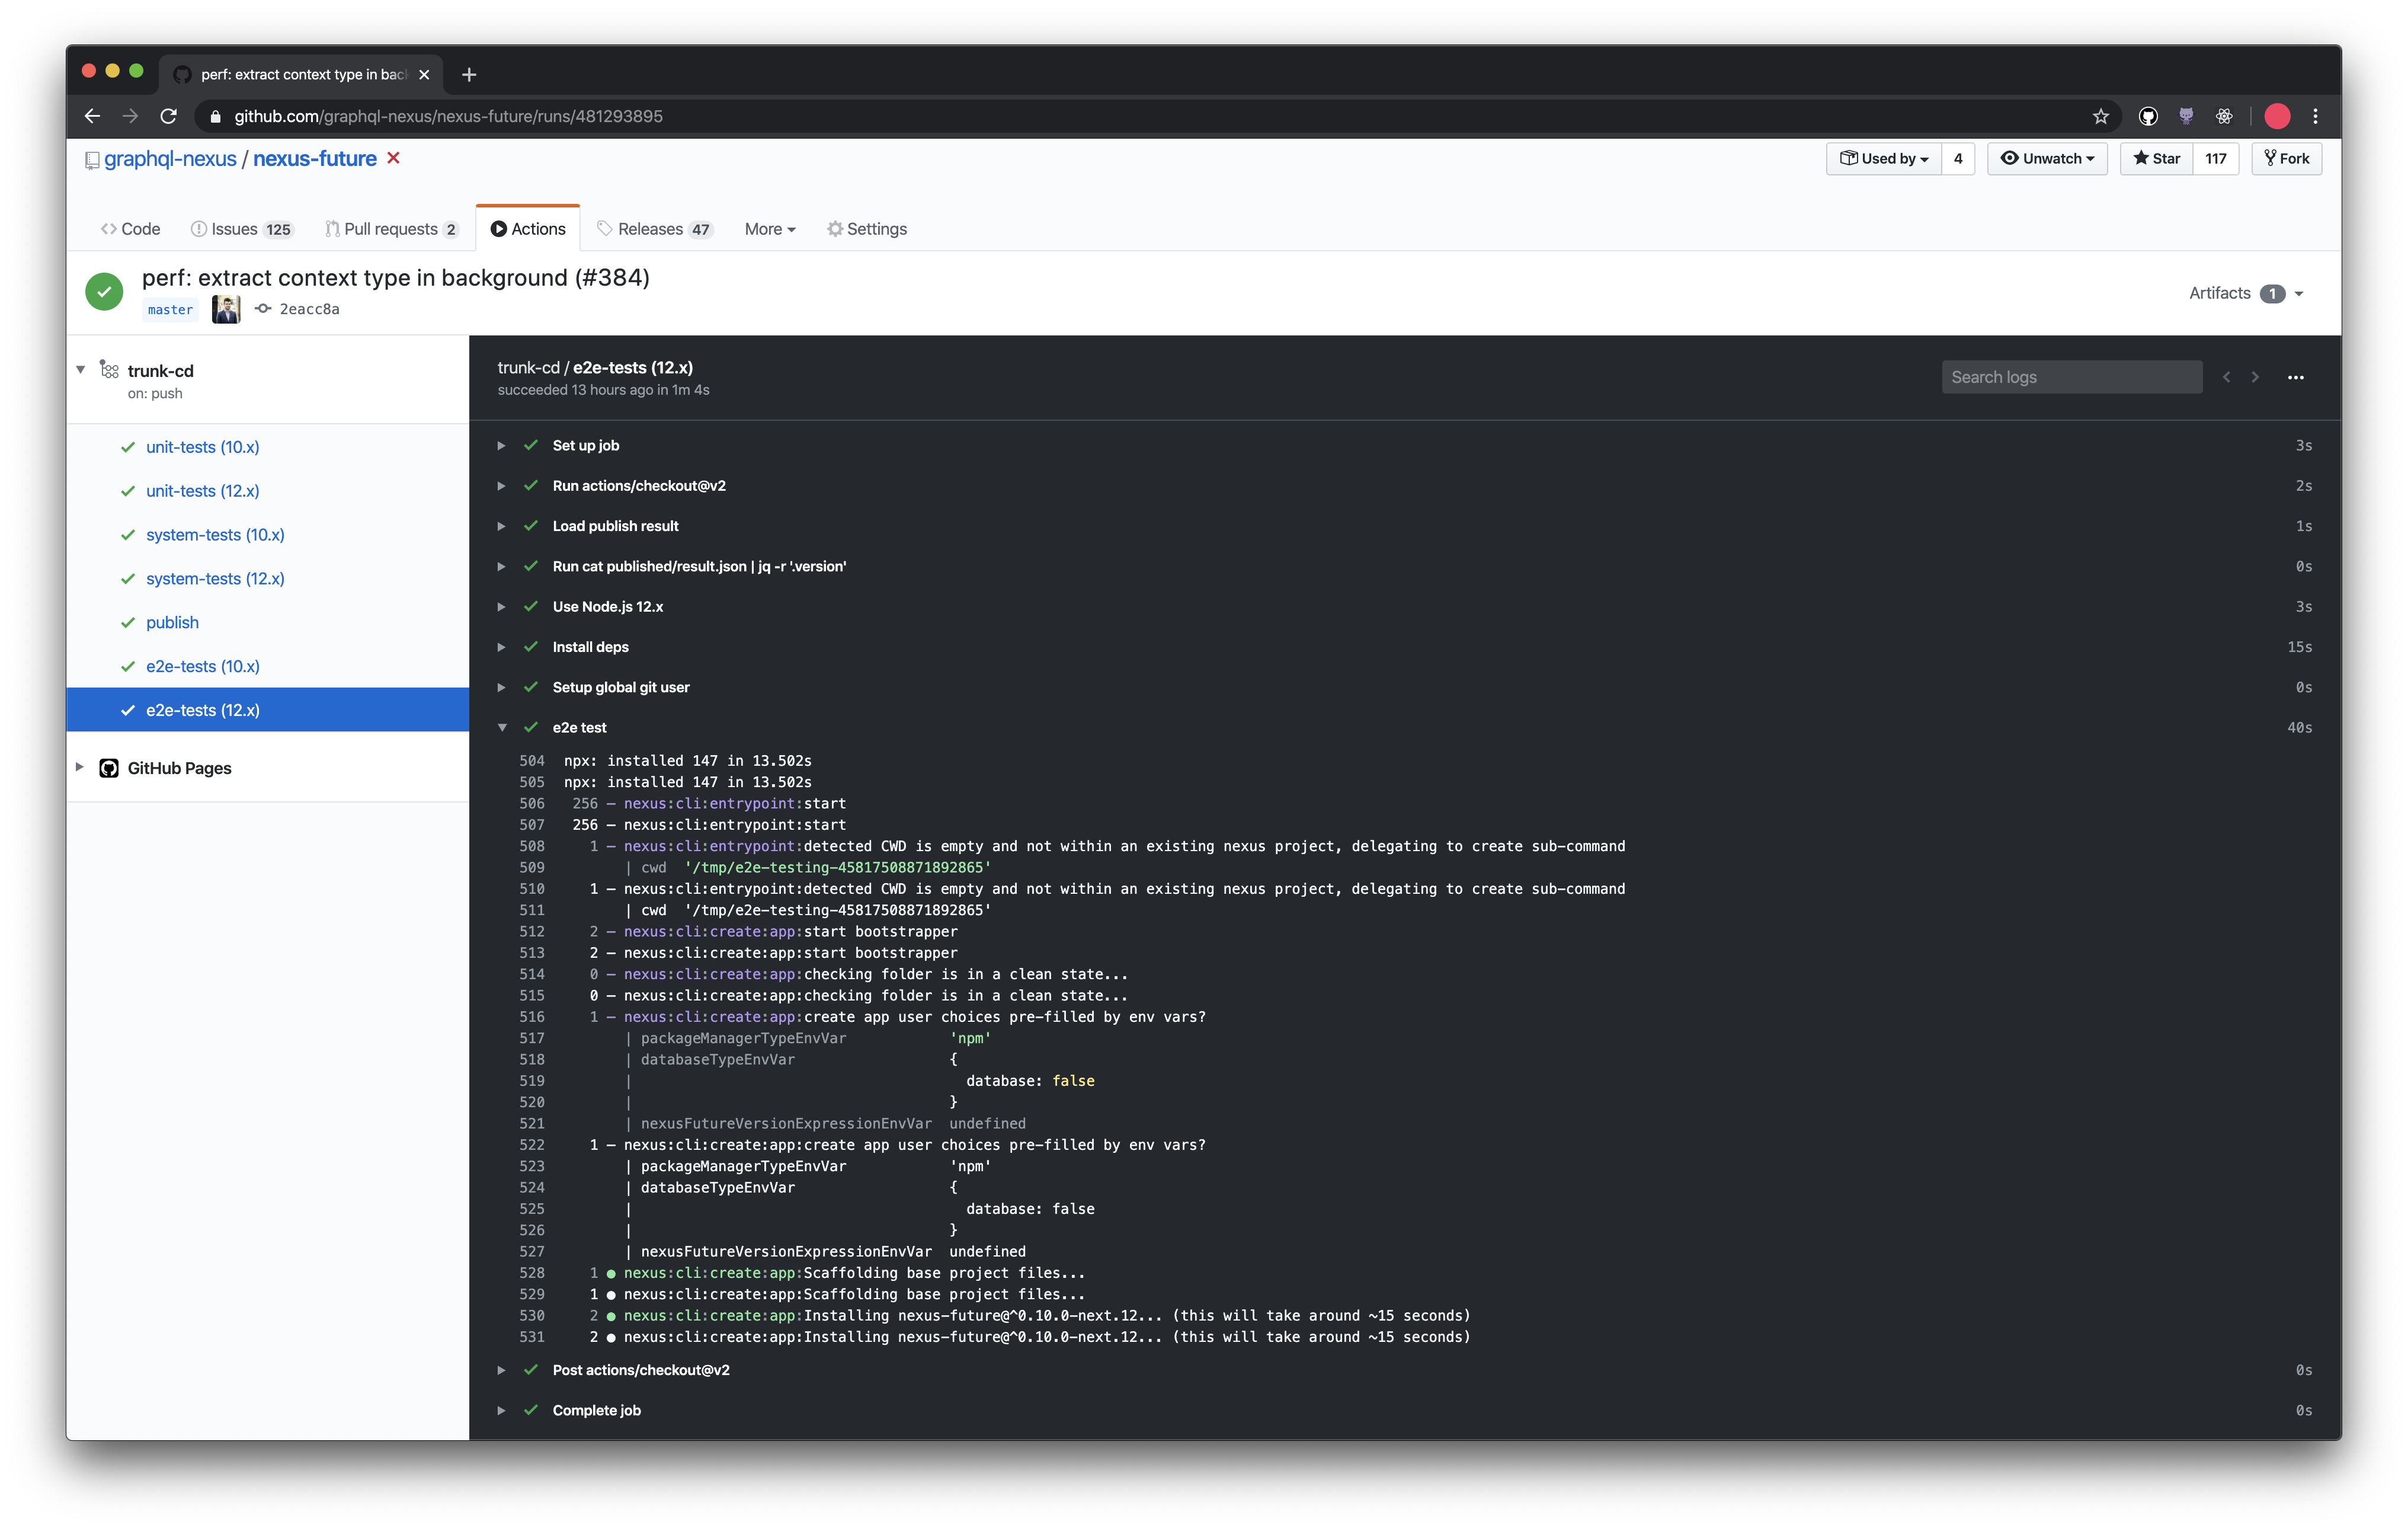 perf: extract context type in bac
github.com/graphql-nexus/nexus-future/runs/481293895
graphql-nexus / nexus-future
Used by 4
Unwatch
Star 117
Fork
Code
Issues 125
Pull requests 2
Actions
Releases 47
More
Settings
perf: extract context type in background (#384)
master 2eacc8a
Artifacts 1
trunk-cd
on: push
unit-tests (10.x)
unit-tests (12.x)
system-tests (10.x)
system-tests (12.x)
publish
e2e-tests (10.x)
e2e-tests (12.x)
GitHub Pages
trunk-cd / e2e-tests (12.x)
succeeded 13 hours ago in 1m 4s
Search logs
Set up job 3s
Run actions/checkout@v2 2s
Load publish result 1s
Run cat published/result.json | jq -r '.version' 0s
Use Node.js 12.x 3s
Install deps 15s
Setup global git user 0s
e2e test 40s
504 npx: installed 147 in 13.502s
505 npx: installed 147 in 13.502s
506 256 — nexus:cli:entrypoint:start
507 256 — nexus:cli:entrypoint:start
508 1 — nexus:cli:entrypoint:detected CWD is empty and not within an existing nexus project, delegating to create sub-command
509 | cwd '/tmp/e2e-testing-45817508871892865'
510 1 — nexus:cli:entrypoint:detected CWD is empty and not within an existing nexus project, delegating to create sub-command
511 | cwd '/tmp/e2e-testing-45817508871892865'
512 2 — nexus:cli:create:app:start bootstrapper
513 2 — nexus:cli:create:app:start bootstrapper
514 0 — nexus:cli:create:app:checking folder is in a clean state...
515 0 — nexus:cli:create:app:checking folder is in a clean state...
516 1 — nexus:cli:create:app:create app user choices pre-filled by env vars?
517 | packageManagerTypeEnvVar 'npm'
518 | databaseTypeEnvVar {
519 | database: false
520 | }
521 | nexusFutureVersionExpressionEnvVar undefined
522 1 — nexus:cli:create:app:create app user choices pre-filled by env vars?
523 | packageManagerTypeEnvVar 'npm'
524 | databaseTypeEnvVar {
525 | database: false
526 | }
527 | nexusFutureVersionExpressionEnvVar undefined
528 1 ● nexus:cli:create:app:Scaffolding base project files...
529 1 ● nexus:cli:create:app:Scaffolding base project files...
530 2 ● nexus:cli:create:app:Installing nexus-future@^0.10.0-next.12... (this will take around ~15 seconds)
531 2 ● nexus:cli:create:app:Installing nexus-future@^0.10.0-next.12... (this will take around ~15 seconds)
Post actions/checkout@v2 0s
Complete job 0s